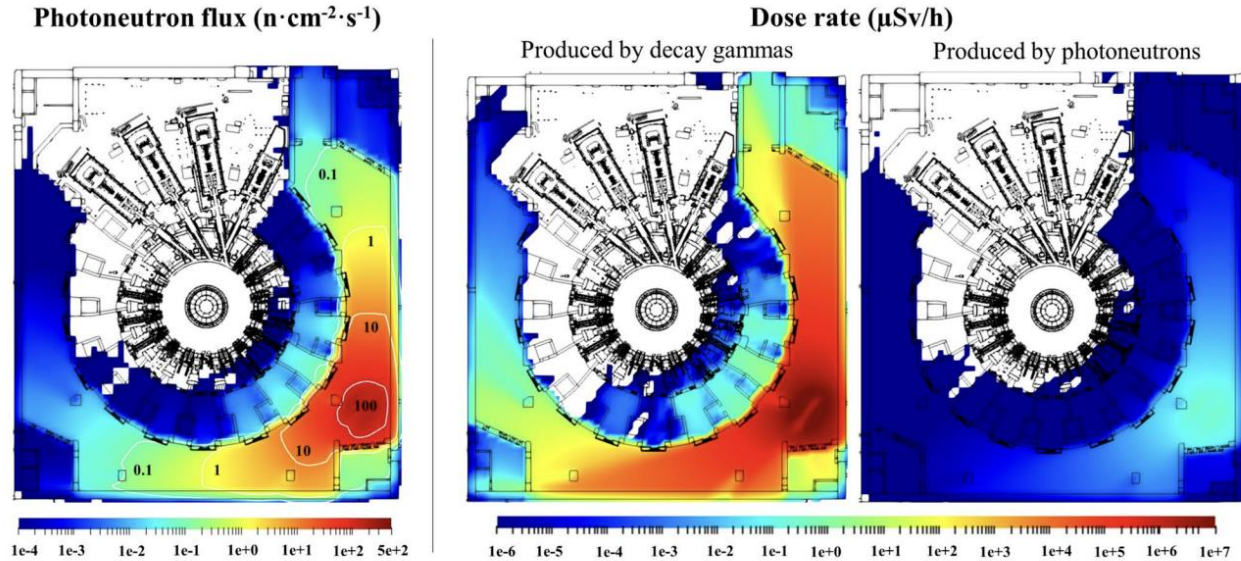 Photoneutron flux (n·cm⁻²·s⁻¹)
Dose rate (μSv/h)
Produced by decay gammas
Produced by photoneutrons
0.1
1
10
100
10
0.1
1
1e-4 1e-3 1e-2 1e-1 1e+0 1e+1 1e+2 5e+2
1e-6 1e-5 1e-4 1e-3 1e-2 1e-1 1e+0 1e+1 1e+2 1e+3 1e+4 1e+5 1e+6 1e+7